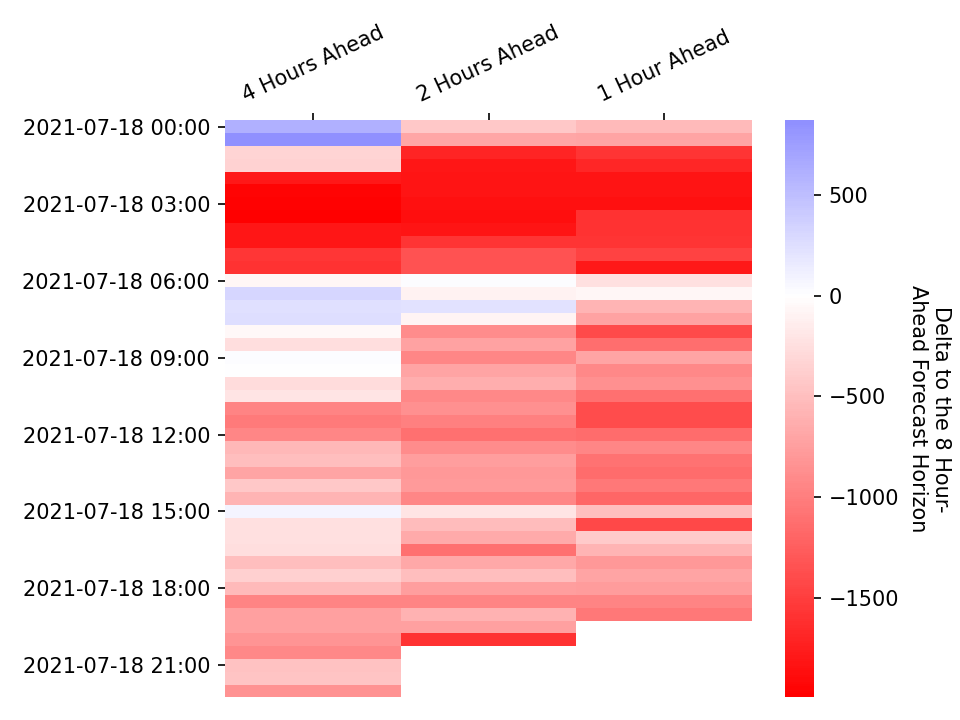 4 Hours Ahead
2 Hours Ahead
1 Hour Ahead
2021-07-18 00:00
2021-07-18 03:00
2021-07-18 06:00
2021-07-18 09:00
2021-07-18 12:00
2021-07-18 15:00
2021-07-18 18:00
2021-07-18 21:00
500
0
−500
−1000
−1500
Delta to the 8 Hour-
Ahead Forecast Horizon